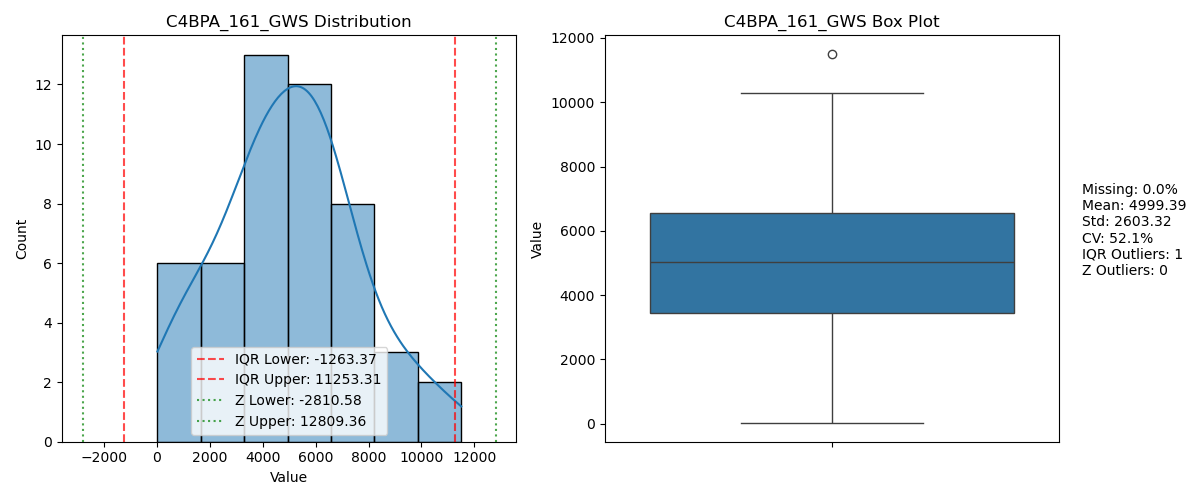 C4BPA_161_GWS Distribution
Count
12
10
8
6
4
2
0
−2000
0
2000
4000
6000
8000
10000
12000
Value
IQR Lower: -1263.37
IQR Upper: 11253.31
Z Lower: -2810.58
Z Upper: 12809.36
C4BPA_161_GWS Box Plot
Value
12000
10000
8000
6000
4000
2000
0
Missing: 0.0%
Mean: 4999.39
Std: 2603.32
CV: 52.1%
IQR Outliers: 1
Z Outliers: 0